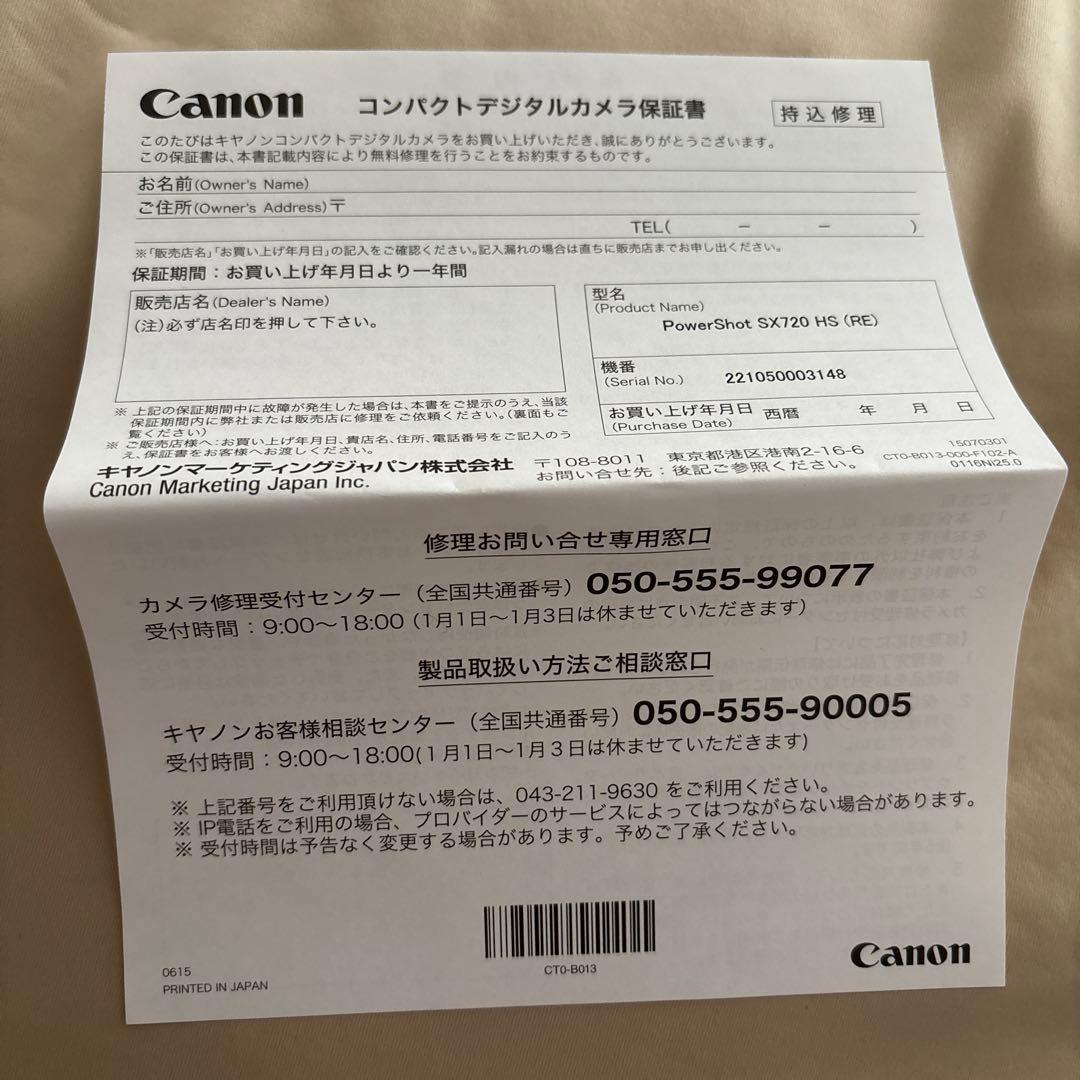 Canon コンパクトデジタルカメラ保証書 持込修理
このたびはキヤノンコンパクトデジタルカメラをお買い上げいただき、誠にありがとうございます。
この保証書は、本書記載内容により無料修理を行うことをお約束するものです。
お名前(Owner's Name)
ご住所(Owner's Address)〒
TEL( － － )
※「販売店名」「お買い上げ年月日」の記入をご確認ください。記入漏れの場合は直ちに販売店までお申し出ください。
保証期間：お買い上げ年月日より一年間
販売店名(Dealer's Name)
(注)必ず店名印を押して下さい。
型名
(Product Name)
PowerShot SX720 HS (RE)
機番
(Serial No.) 221050003148
お買い上げ年月日 西暦 年 月 日
(Purchase Date)
※ 上記の保証期間中に故障が発生した場合は、本書をご提示のうえ、当該
保証期間内に弊社または販売店に修理をご依頼ください。(裏面もご
覧ください)
※ ご販売店様へ：お買い上げ年月日、貴店名、住所、電話番号をご記入のう
え、保証書をお客様へお渡しください。
キヤノンマーケティングジャパン株式会社
Canon Marketing Japan Inc.
〒108-8011 東京都港区港南2-16-6
お問い合せ先：後記ご参照ください。
15070301
CT0-B013-000-F102-A
0116Ni25.0
修理お問い合せ専用窓口
カメラ修理受付センター（全国共通番号）050-555-99077
受付時間：9:00～18:00 (1月1日～1月3日は休ませていただきます)
製品取扱い方法ご相談窓口
キヤノンお客様相談センター（全国共通番号）050-555-90005
受付時間：9:00～18:00(1月1日～1月3日は休ませていただきます)
※ 上記番号をご利用頂けない場合は、043-211-9630 をご利用ください。
※ IP電話をご利用の場合、プロバイダーのサービスによってはつながらない場合があります。
※ 受付時間は予告なく変更する場合があります。予めご了承ください。
CT0-B013
0615
PRINTED IN JAPAN
Canon